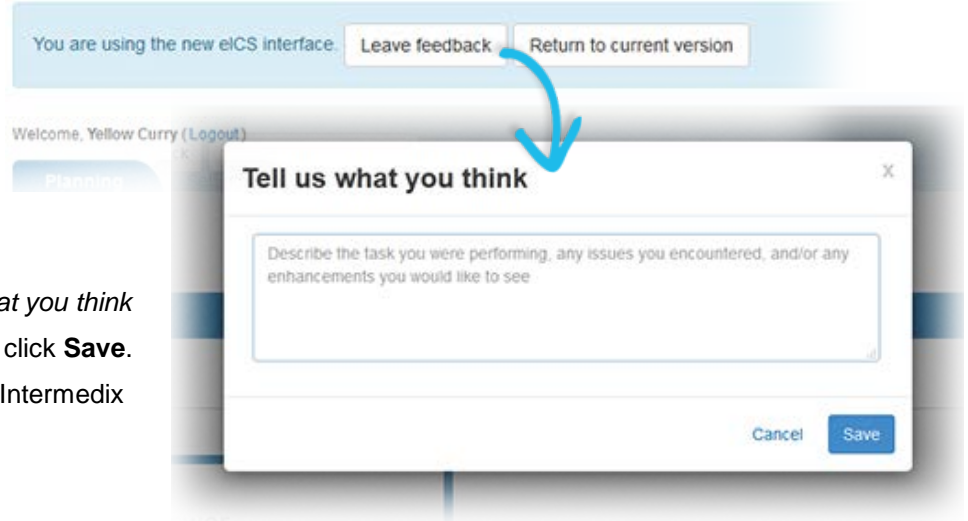 You are using the new eICS interface. Leave feedback Return to current version
Welcome, Yellow Curry (Logout)
Planning
Tell us what you think x
Describe the task you were performing, any issues you encountered, and/or any
enhancements you would like to see
at you think
click Save.
Intermedix
Cancel Save